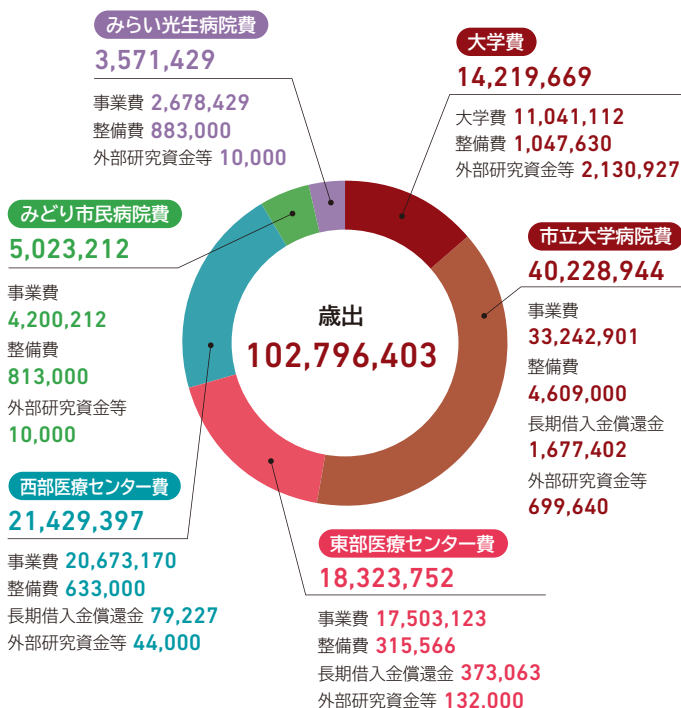 みらい光生病院費
3,571,429
事業費 2,678,429
整備費 883,000
外部研究資金等 10,000
大学費
14,219,669
大学費 11,041,112
整備費 1,047,630
外部研究資金等 2,130,927
みどり市民病院費
5,023,212
事業費
4,200,212
整備費
813,000
外部研究資金等
10,000
歳出
102,796,403
市立大学病院費
40,228,944
事業費
33,242,901
整備費
4,609,000
長期借入金償還金
1,677,402
外部研究資金等
699,640
西部医療センター費
21,429,397
事業費 20,673,170
整備費 633,000
長期借入金償還金 79,227
外部研究資金等 44,000
東部医療センター費
18,323,752
事業費 17,503,123
整備費 315,566
長期借入金償還金 373,063
外部研究資金等 132,000